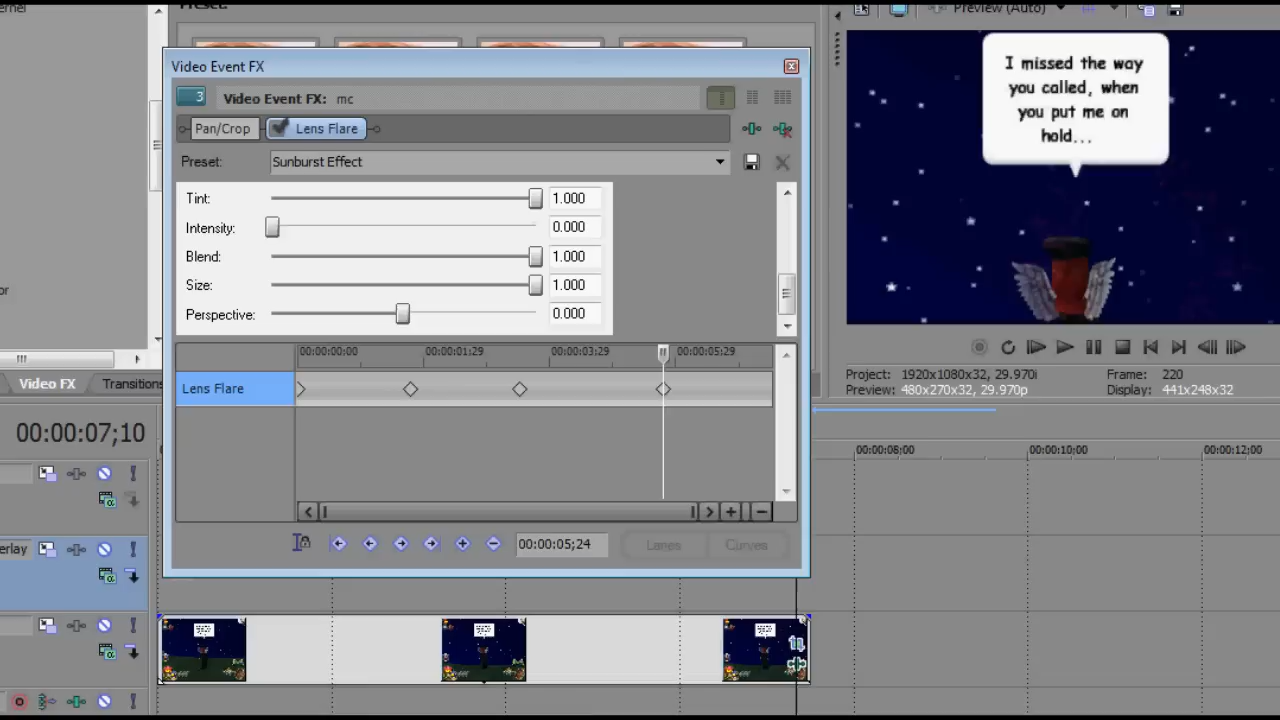 Preset:
Preview (Auto)
Video Event FX
3
Video Event FX: mc
Pan/Crop
Lens Flare
Preset:
Sunburst Effect
Tint: 1.000
Intensity: 0.000
Blend: 1.000
Size: 1.000
Perspective: 0.000
00:00:00;00 00:00:01;29 00:00:03;29 00:00:05;29
Lens Flare
00:00:05;24
Lanes
Curves
I missed the way
you called, when
you put me on
hold...
Project: 1920x1080x32, 29.970i
Frame: 220
Preview: 480x270x32, 29.970p
Display: 441x248x32
Video FX
Transitions
00:00:07;10
00:00:08;00 00:00:10;00 00:00:12;00
erlay